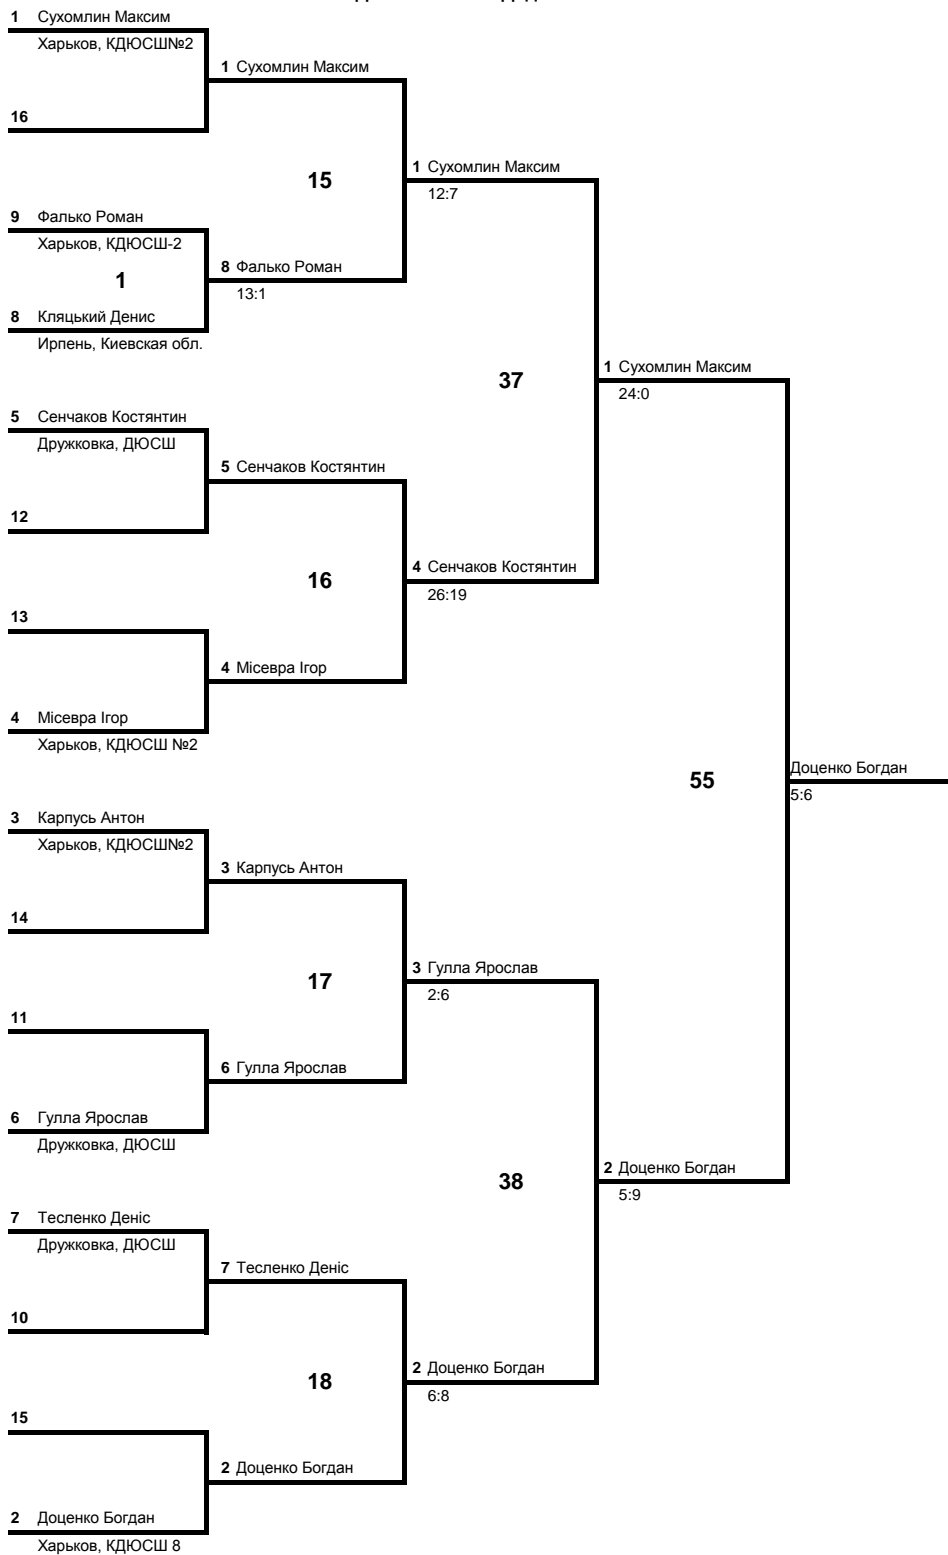 1 Сухомлин Максим
Харьков, КДЮСШ№2
1 Сухомлин Максим
16
15
1 Сухомлин Максим
12:7
9 Фалько Роман
Харьков, КДЮСШ-2
1
8 Фалько Роман
13:1
8 Кляцький Денис
Ирпень, Киевская обл.
37
1 Сухомлин Максим
24:0
5 Сенчаков Костянтин
Дружковка, ДЮСШ
5 Сенчаков Костянтин
12
16
4 Сенчаков Костянтин
26:19
13
4 Місевра Ігор
4 Місевра Ігор
Харьков, КДЮСШ №2
55
Доценко Богдан
5:6
3 Карпусь Антон
Харьков, КДЮСШ№2
3 Карпусь Антон
14
17
3 Гулла Ярослав
2:6
11
6 Гулла Ярослав
6 Гулла Ярослав
Дружковка, ДЮСШ
38
2 Доценко Богдан
5:9
7 Тесленко Деніс
Дружковка, ДЮСШ
7 Тесленко Деніс
10
18
2 Доценко Богдан
6:8
15
2 Доценко Богдан
2 Доценко Богдан
Харьков, КДЮСШ 8